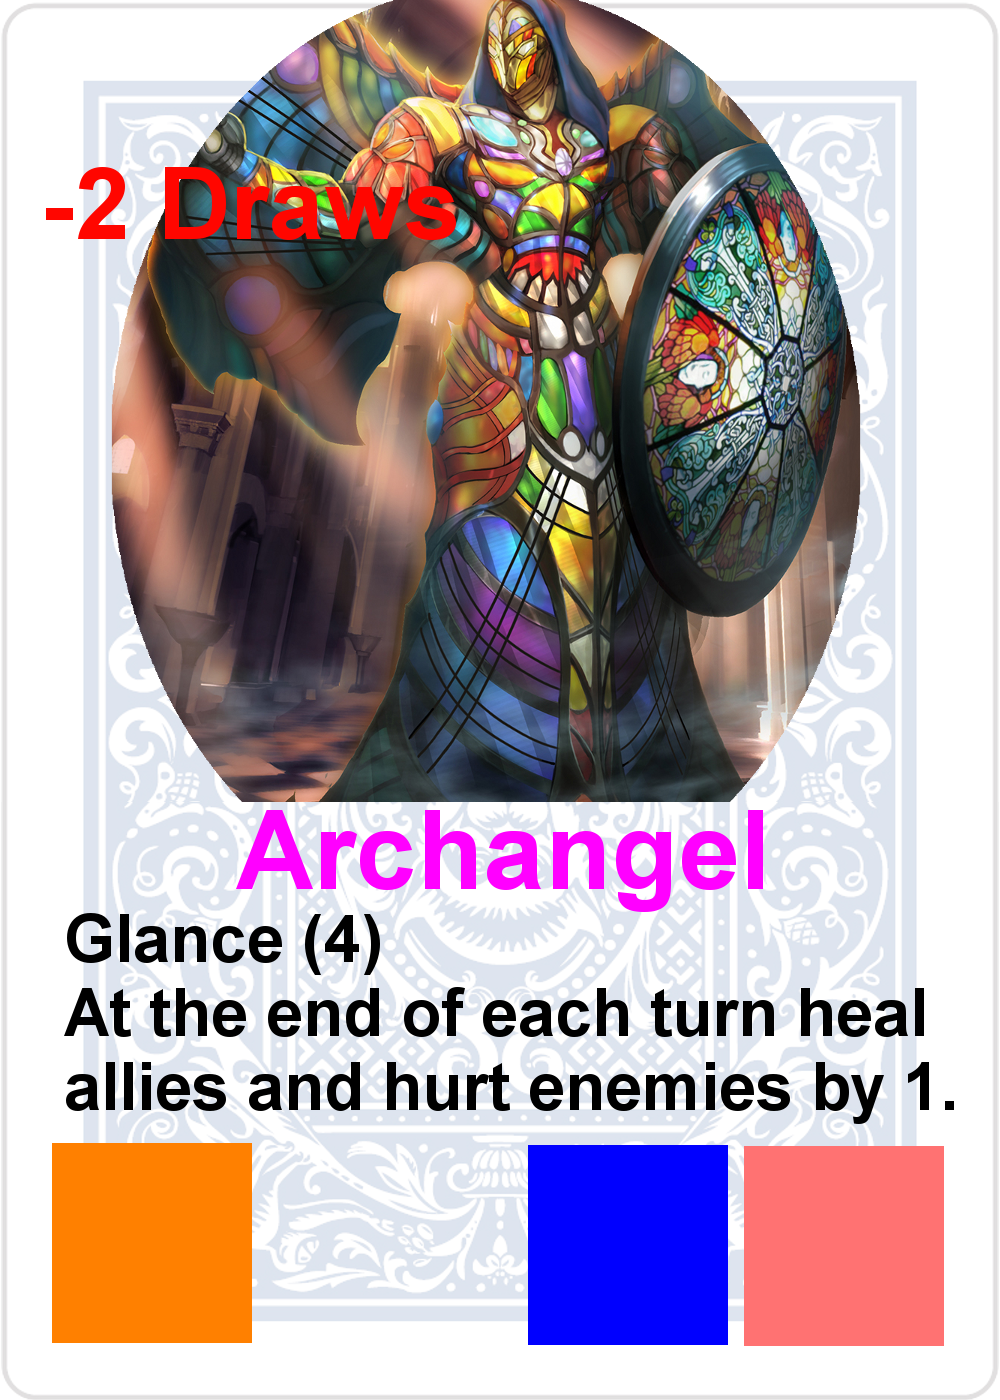 -2 Draws
Archangel
Glance (4)
At the end of each turn heal
allies and hurt enemies by 1.